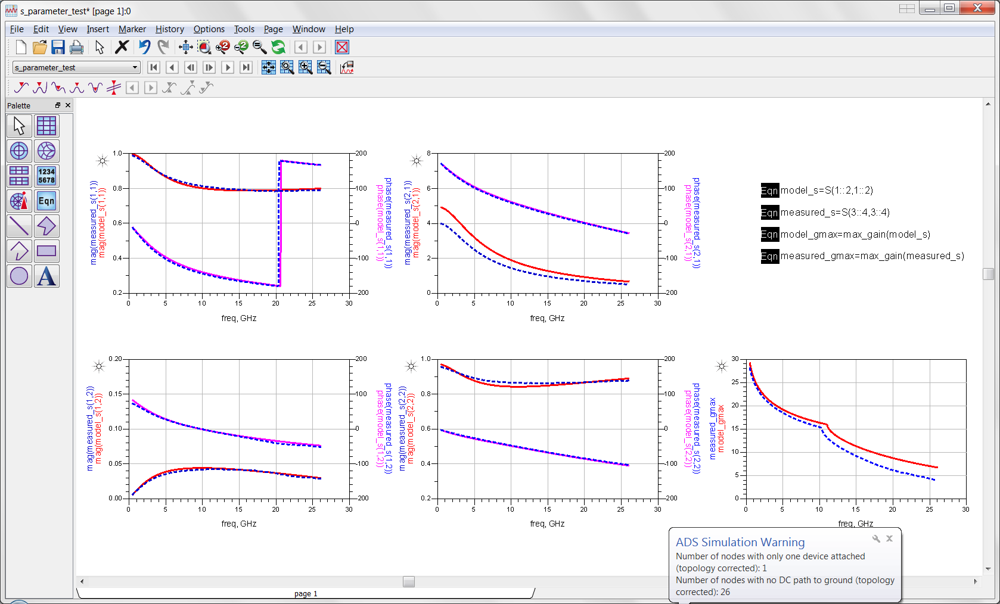 s_parameter_test* [page 1]:0
File Edit View Insert Marker History Options Tools Page Window Help
s_parameter_test
Palette
1234
5678
Eqn
A
mag(measured_s(1,1))
mag(model_s(1,1))
1.0
0.8
0.6
0.4
0.2
0 5 10 15 20 25 30
freq, GHz
200
100
0
-100
-200
phase(measured_s(1,1))
phase(model_s(1,1))
mag(measured_s(2,1))
mag(model_s(2,1))
8
6
4
2
0
0 5 10 15 20 25 30
freq, GHz
200
100
0
-100
-200
phase(measured_s(2,1))
phase(model_s(2,1))
Eqn model_s=S(1::2,1::2)
Eqn measured_s=S(3::4,3::4)
Eqn model_gmax=max_gain(model_s)
Eqn measured_gmax=max_gain(measured_s)
mag(measured_s(1,2))
mag(model_s(1,2))
0.20
0.15
0.10
0.05
0.00
0 5 10 15 20 25 30
freq, GHz
200
100
0
-100
-200
phase(measured_s(1,2))
phase(model_s(1,2))
mag(measured_s(2,2))
mag(model_s(2,2))
1.0
0.8
0.6
0.4
0.2
0 5 10 15 20 25 30
freq, GHz
200
100
0
-100
-200
phase(measured_s(2,2))
phase(model_s(2,2))
measured_gmax
model_gmax
30
25
20
15
10
5
0
0 5 10 15 20 25 30
freq, GHz
ADS Simulation Warning
Number of nodes with only one device attached
(topology corrected): 1
Number of nodes with no DC path to ground (topology
corrected): 26
page 1